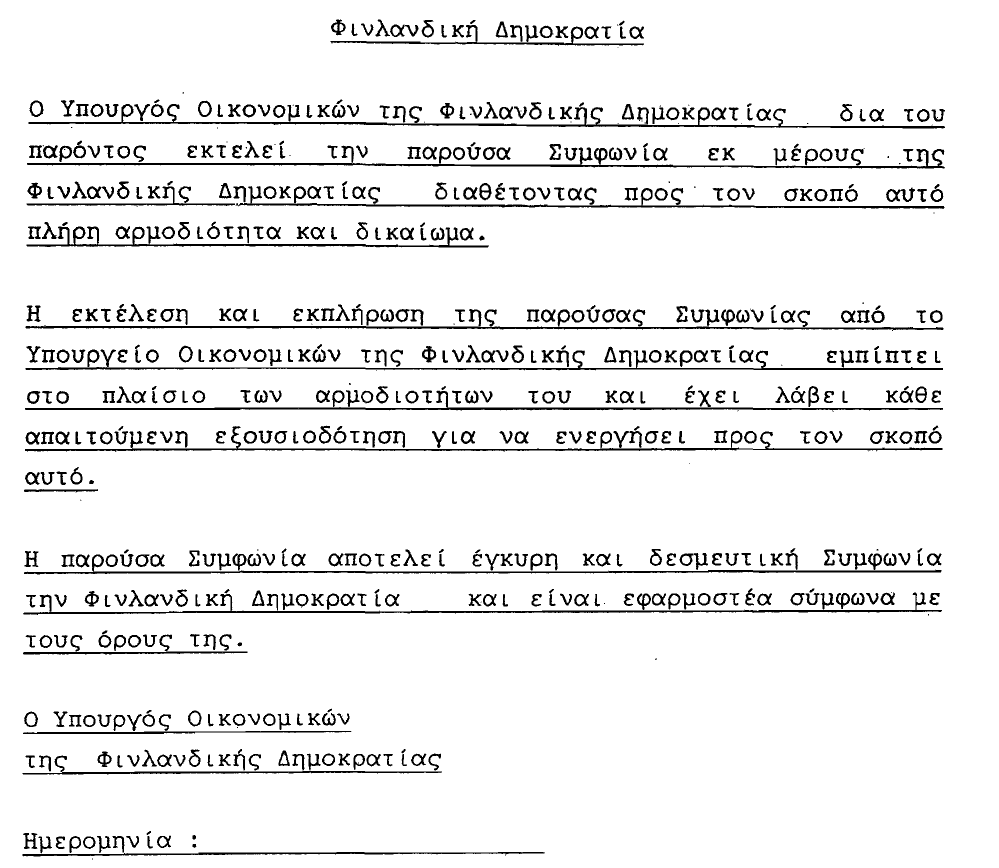 Φινλανδική Δημοκρατία
Ο Υπουργός Οικονομικών της Φινλανδικής Δημοκρατίας δια του
παρόντος εκτελεί την παρούσα Συμφωνία εκ μέρους της
Φινλανδικής Δημοκρατίας διαθέτοντας προς τον σκοπό αυτό
πλήρη αρμοδιότητα και δικαίωμα.
Η εκτέλεση και εκπλήρωση της παρούσας Συμφωνίας από το
Υπουργείο Οικονομικών της Φινλανδικής Δημοκρατίας εμπίπτει
στο πλαίσιο των αρμοδιοτήτων του και έχει λάβει κάθε
απαιτούμενη εξουσιοδότηση για να ενεργήσει προς τον σκοπό
αυτό.
Η παρούσα Συμφωνία αποτελεί έγκυρη και δεσμευτική Συμφωνία
την Φινλανδική Δημοκρατία και είναι εφαρμοστέα σύμφωνα με
τους όρους της.
Ο Υπουργός Οικονομικών
της Φινλανδικής Δημοκρατίας
Ημερομηνία :